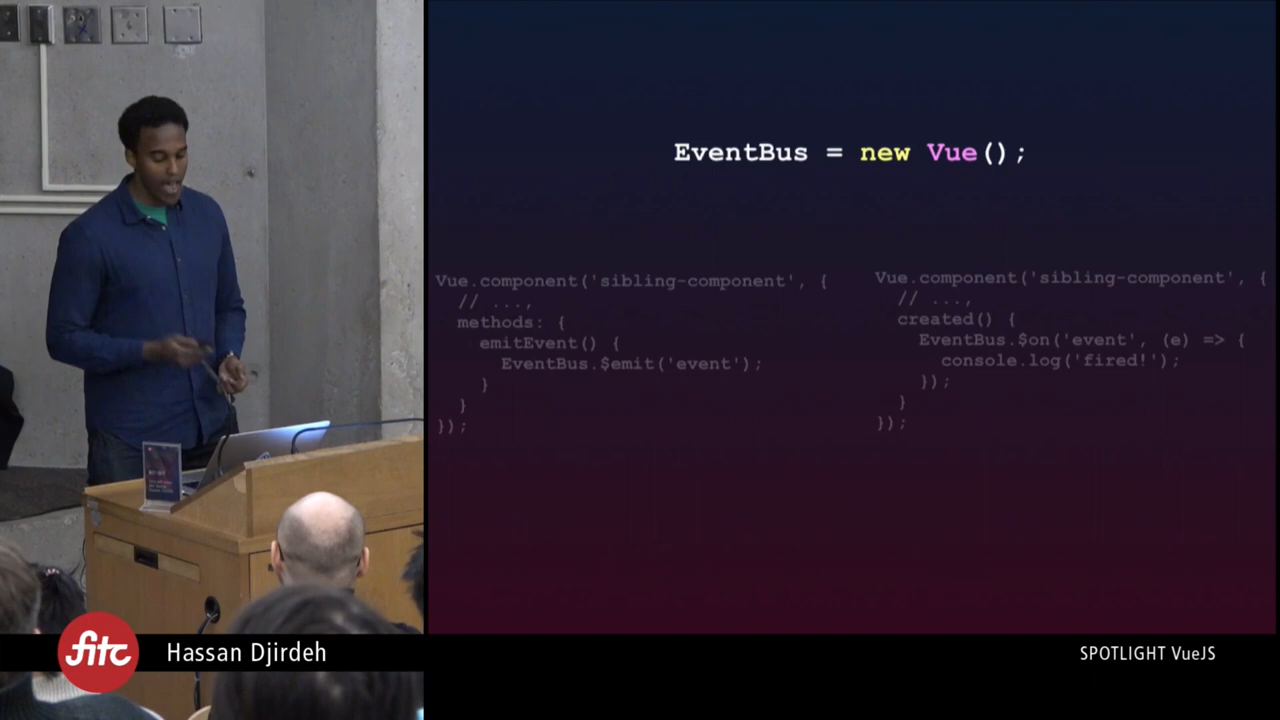 EventBus = new Vue();
Vue.component('sibling-component', {
// ...,
methods: {
emitEvent() {
EventBus.$emit('event');
}
}
});
Vue.component('sibling-component', {
// ...,
created() {
EventBus.$on('event', (e) => {
console.log('fired!');
});
}
});
fitc
Hassan Djirdeh
SPOTLIGHT VueJS